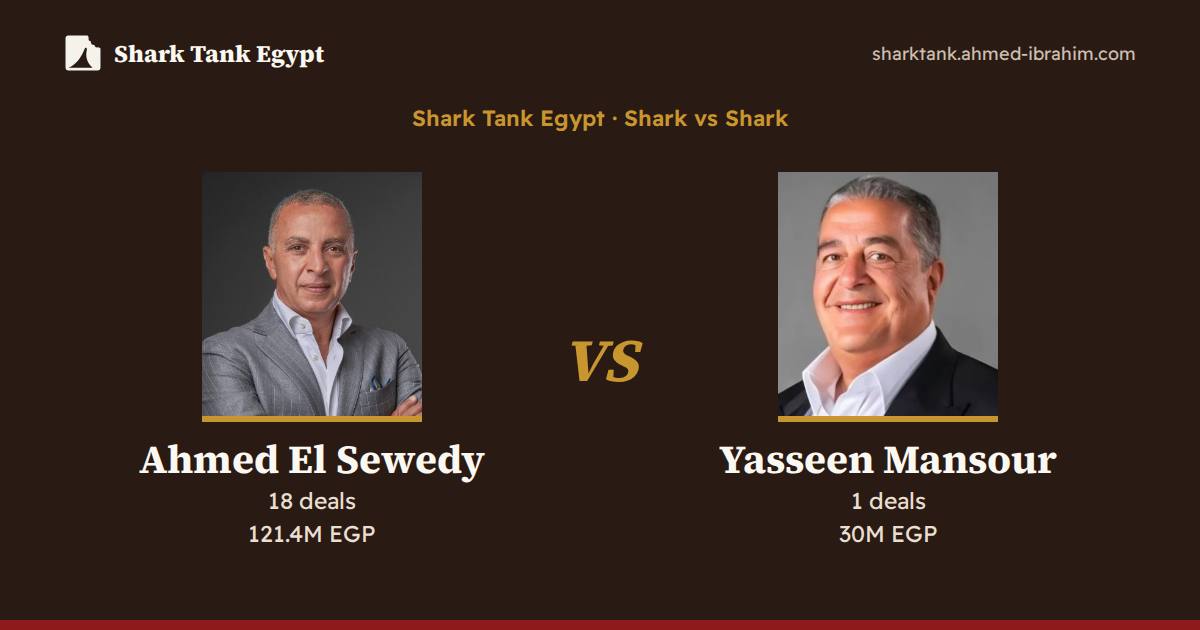 Shark Tank Egypt
sharktank.ahmed-ibrahim.com
Shark Tank Egypt · Shark vs Shark
VS
Ahmed El Sewedy
18 deals
121.4M EGP
Yasseen Mansour
1 deals
30M EGP